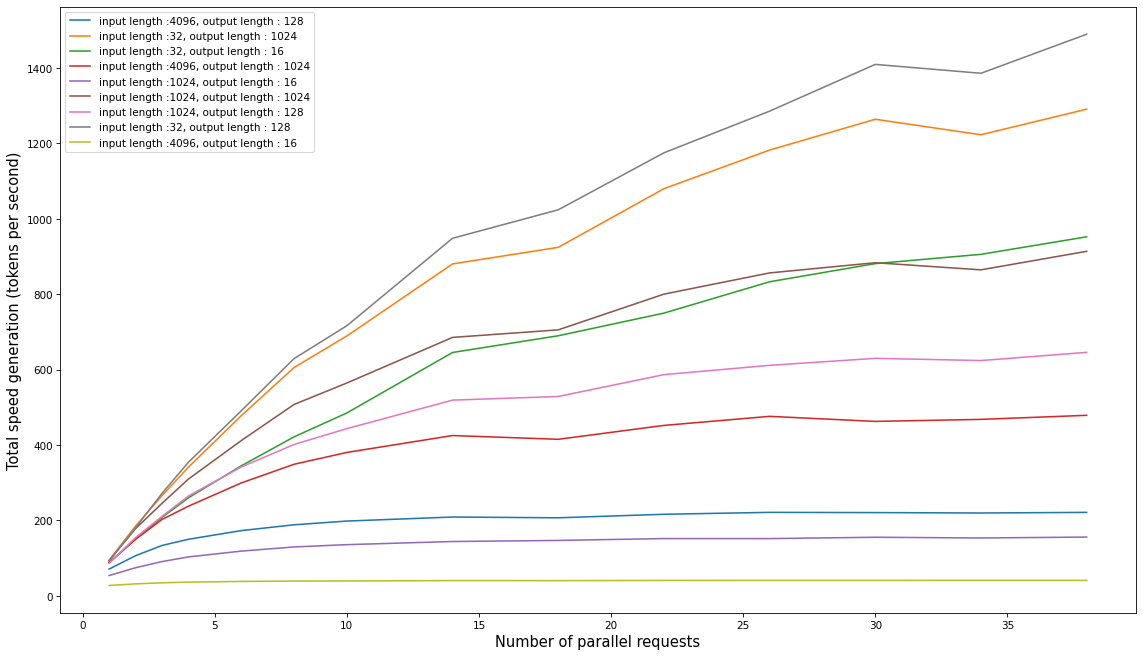 input length :4096, output length : 128
input length :32, output length : 1024
input length :32, output length : 16
input length :4096, output length : 1024
input length :1024, output length : 16
input length :1024, output length : 1024
input length :1024, output length : 128
input length :32, output length : 128
input length :4096, output length : 16
Total speed generation (tokens per second)
1400
1200
1000
800
600
400
200
0
0 5 10 15 20 25 30 35
Number of parallel requests